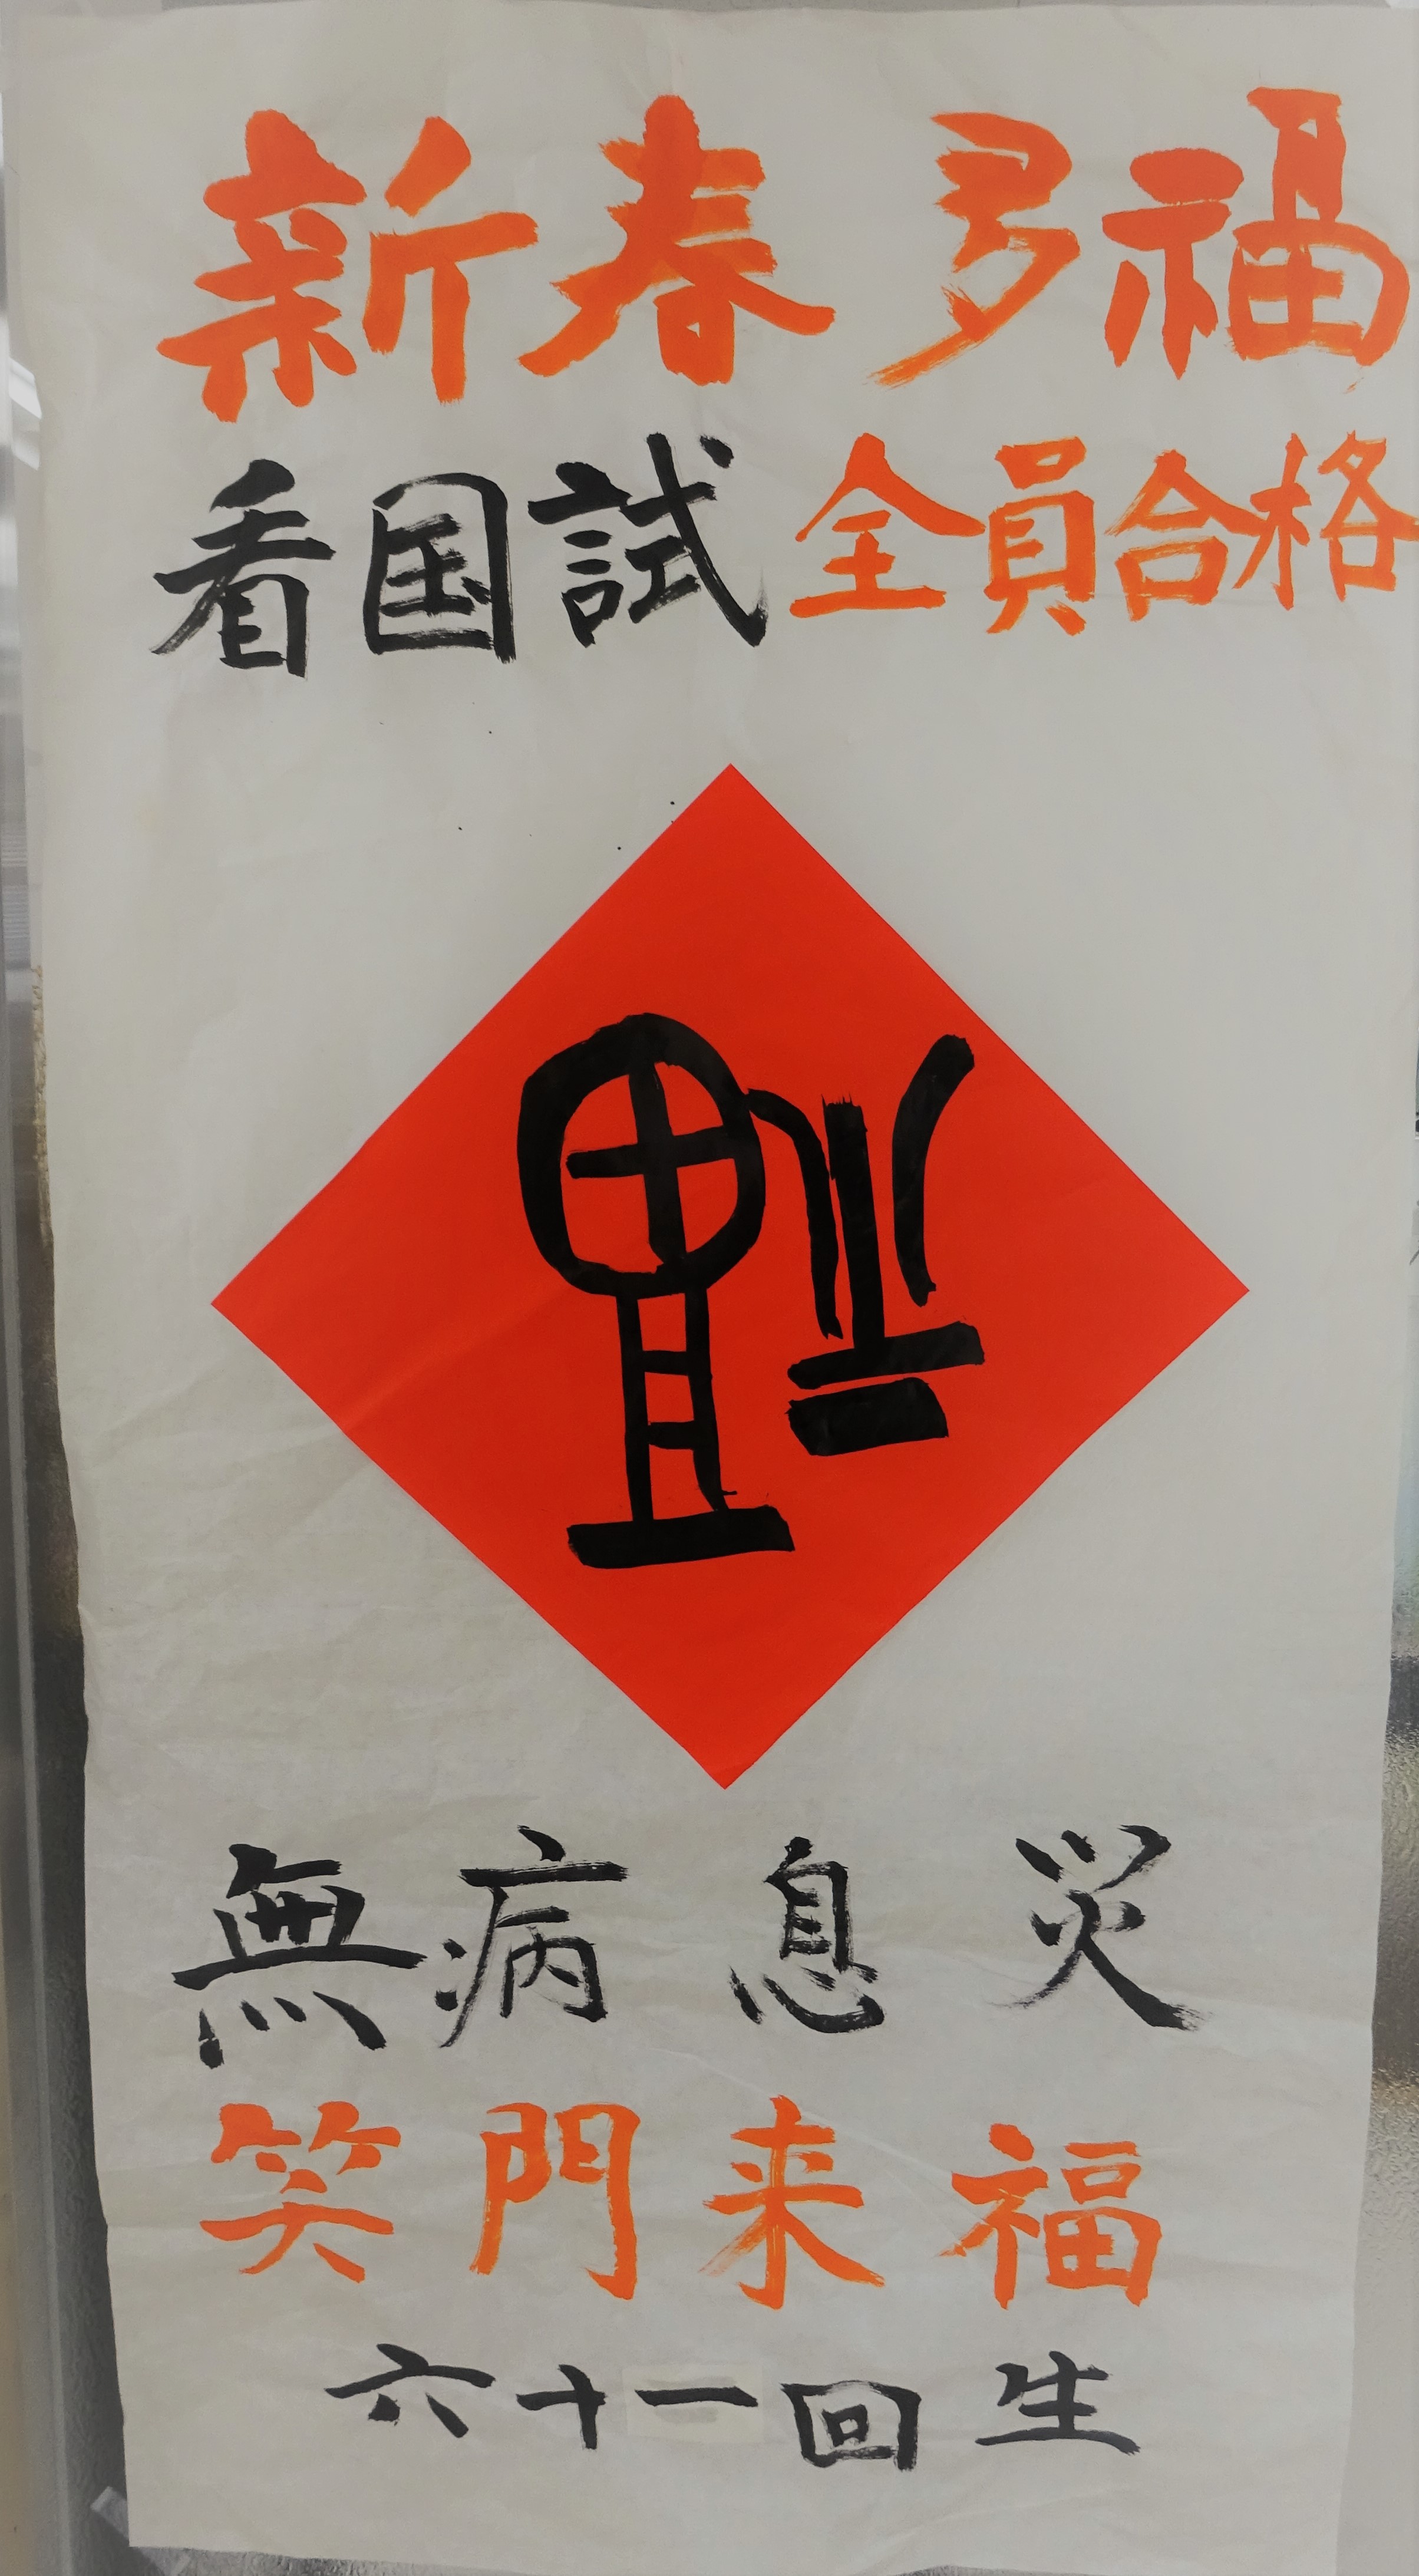 新春多福
看国試全員合格
福
無病息災
笑門来福
六十一回生